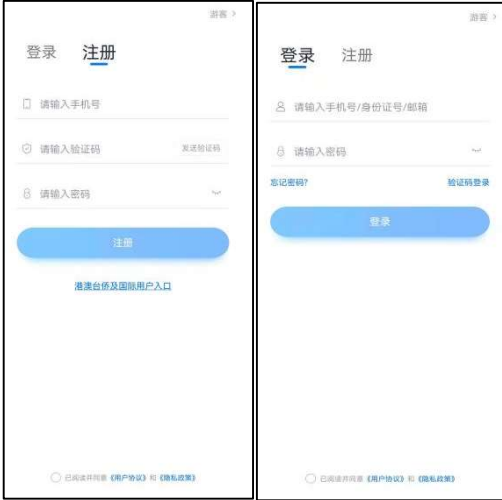 游客
登录 注册
请输入手机号
请输入验证码 发送验证码
请输入密码
注册
港澳台侨及国际用户入口
已阅读并同意《用户协议》和《隐私政策》
游客
登录 注册
请输入手机号/身份证号/邮箱
请输入密码
忘记密码? 验证码登录
登录
已阅读并同意《用户协议》和《隐私政策》